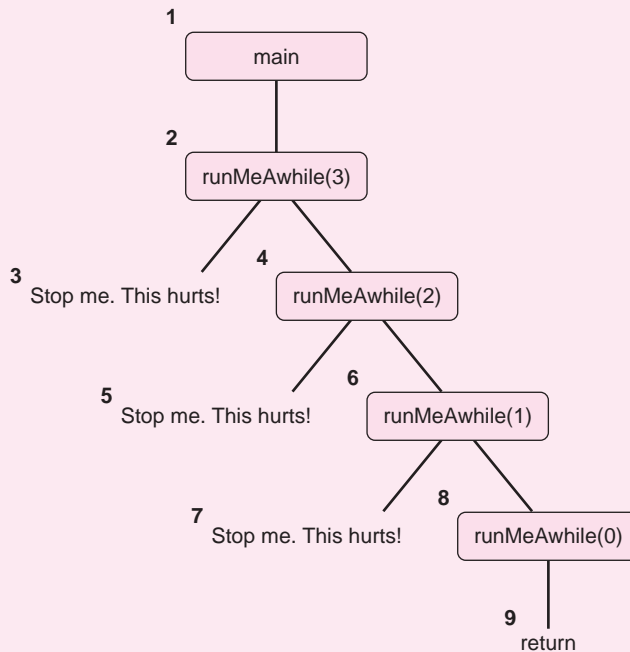 1
main
2
runMeAwhile(3)
3
Stop me. This hurts!
4
runMeAwhile(2)
5
Stop me. This hurts!
6
runMeAwhile(1)
7
Stop me. This hurts!
8
runMeAwhile(0)
9
return